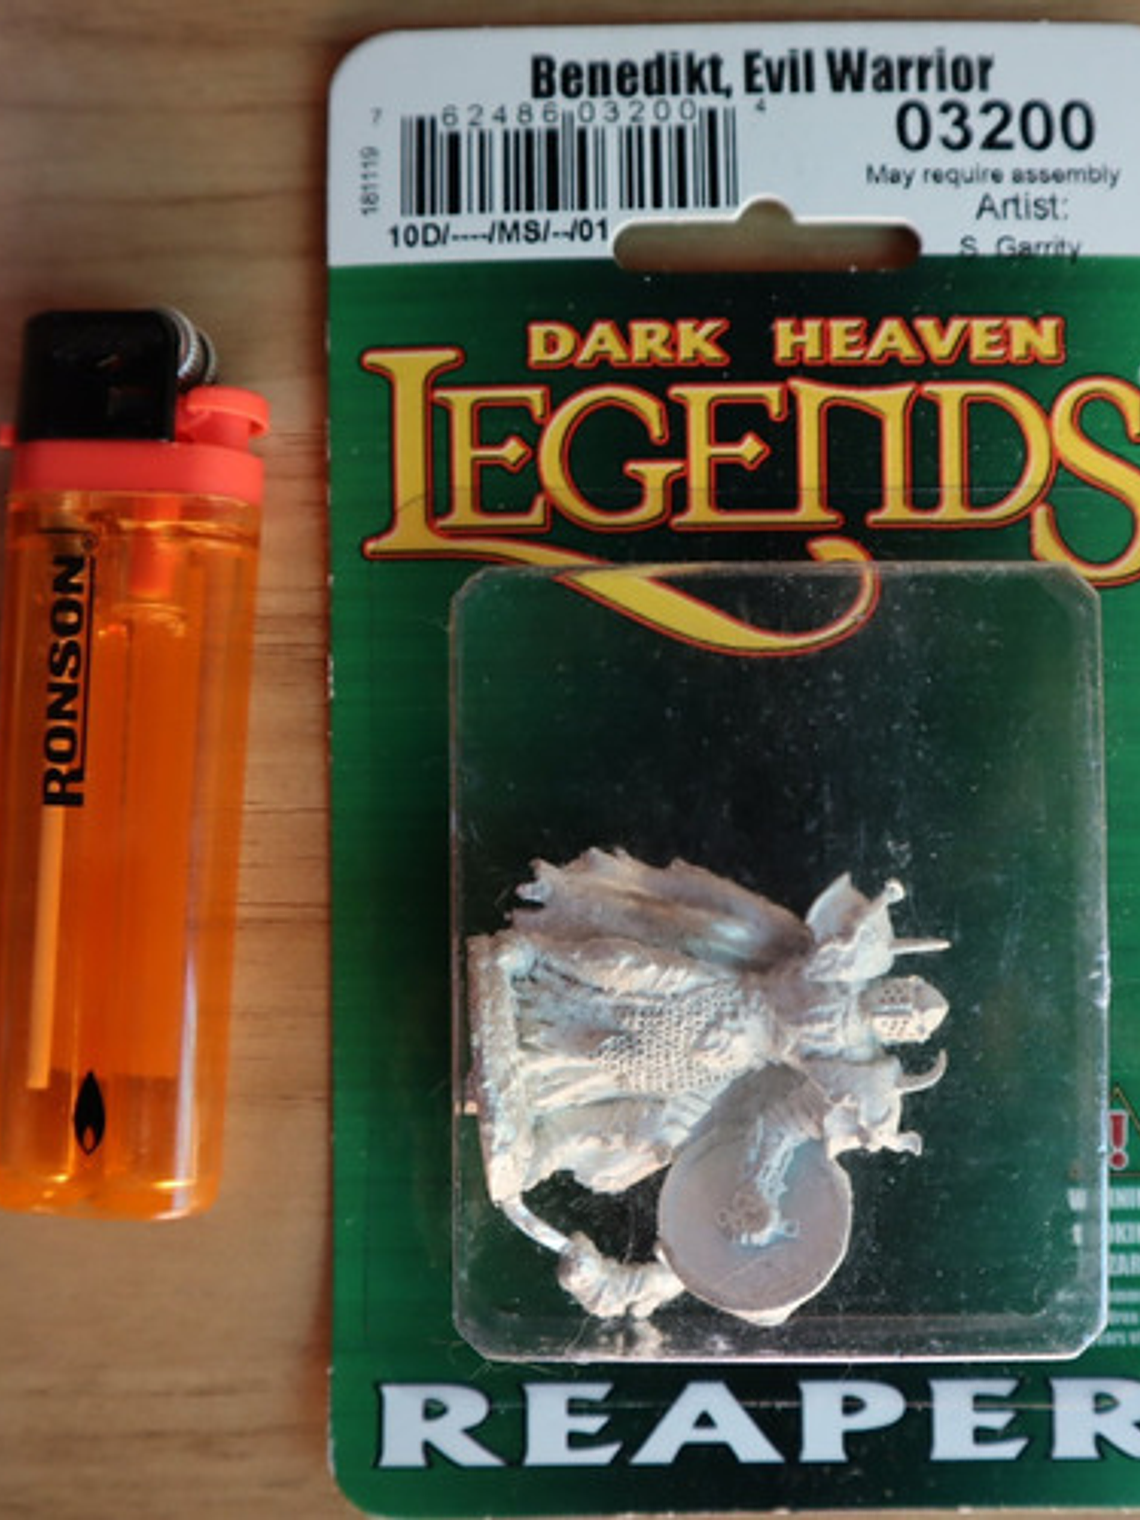 Benedikt, Evil Warrior
7 62486 03200 4
03200
181119
May require assembly
Artist:
10D/----/MS/--/01
S. Garrity
DARK HEAVEN
LEGENDS
RONSON
!
REAPER